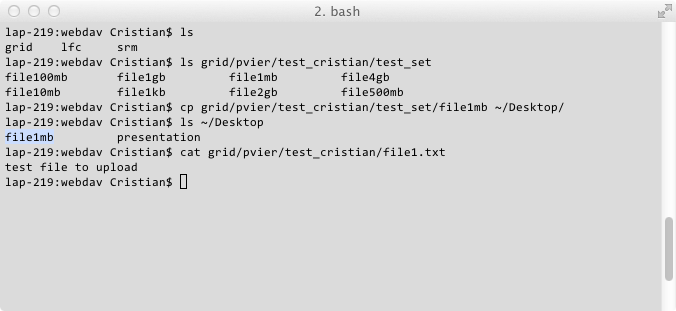 2. bash
lap-219:webdav Cristian$ ls
grid lfc srm
lap-219:webdav Cristian$ ls grid/pvier/test_cristian/test_set
file100mb file1gb file1mb file4gb
file10mb file1kb file2gb file500mb
lap-219:webdav Cristian$ cp grid/pvier/test_cristian/test_set/file1mb ~/Desktop/
lap-219:webdav Cristian$ ls ~/Desktop
file1mb presentation
lap-219:webdav Cristian$ cat grid/pvier/test_cristian/file1.txt
test file to upload
lap-219:webdav Cristian$